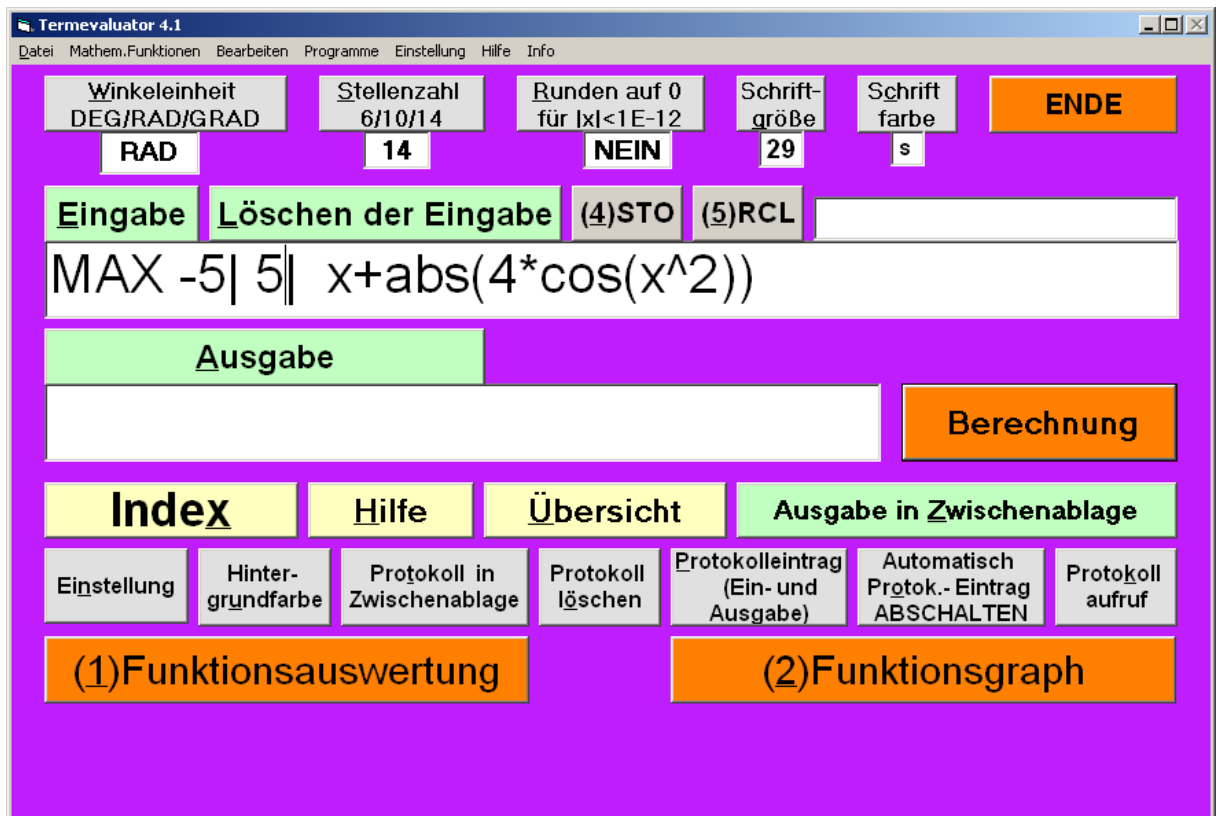 Termevaluator 4.1
Datei Mathem.Funktionen Bearbeiten Programme Einstellung Hilfe Info
Winkeleinheit
DEG/RAD/GRAD
RAD
Stellenzahl
6/10/14
14
Runden auf 0
für |x|<1E-12
NEIN
Schrift-
größe
29
Schrift
farbe
s
ENDE
Eingabe
Löschen der Eingabe
(4)STO
(5)RCL
MAX -5| 5| x+abs(4*cos(x^2))
Ausgabe
Berechnung
Index
Hilfe
Übersicht
Ausgabe in Zwischenablage
Einstellung
Hinter-
grundfarbe
Protokoll in
Zwischenablage
Protokoll
löschen
Protokolleintrag
(Ein- und
Ausgabe)
Automatisch
Protok.- Eintrag
ABSCHALTEN
Protokoll
aufruf
(1)Funktionsauswertung
(2)Funktionsgraph